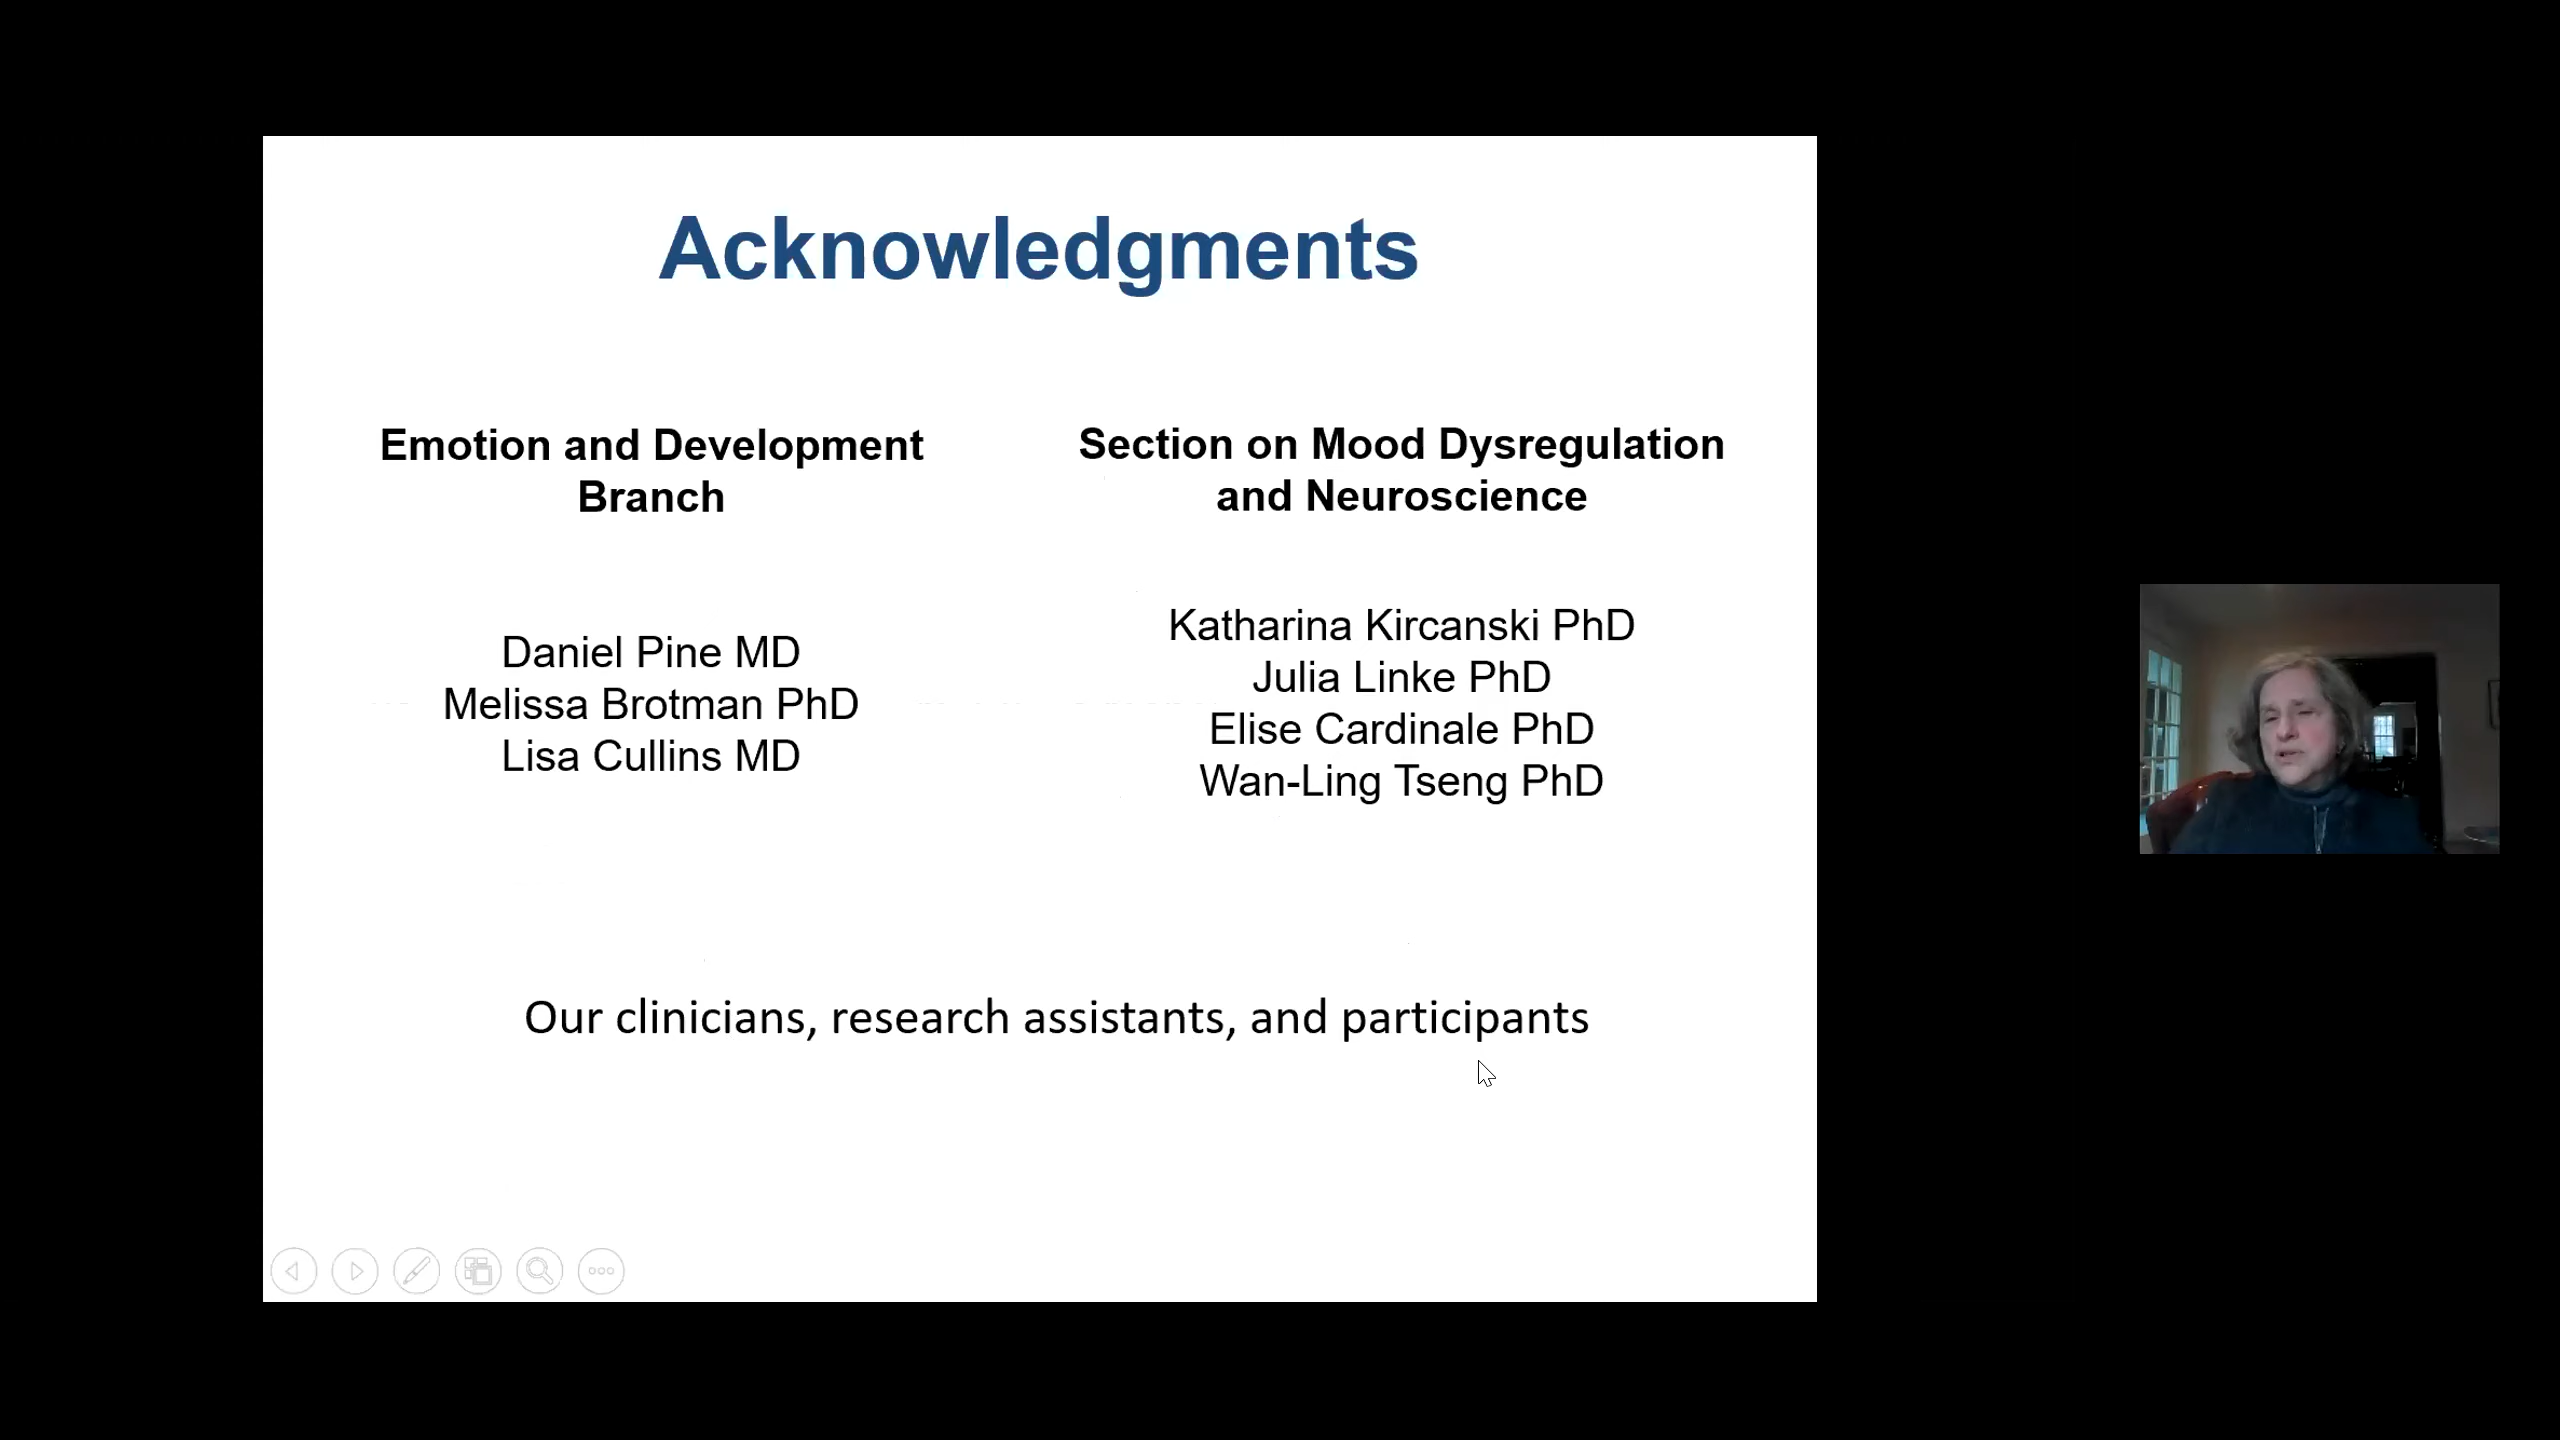 Acknowledgments
Emotion and Development
Branch
Daniel Pine MD
Melissa Brotman PhD
Lisa Cullins MD
Section on Mood Dysregulation
and Neuroscience
Katharina Kircanski PhD
Julia Linke PhD
Elise Cardinale PhD
Wan-Ling Tseng PhD
Our clinicians, research assistants, and participants